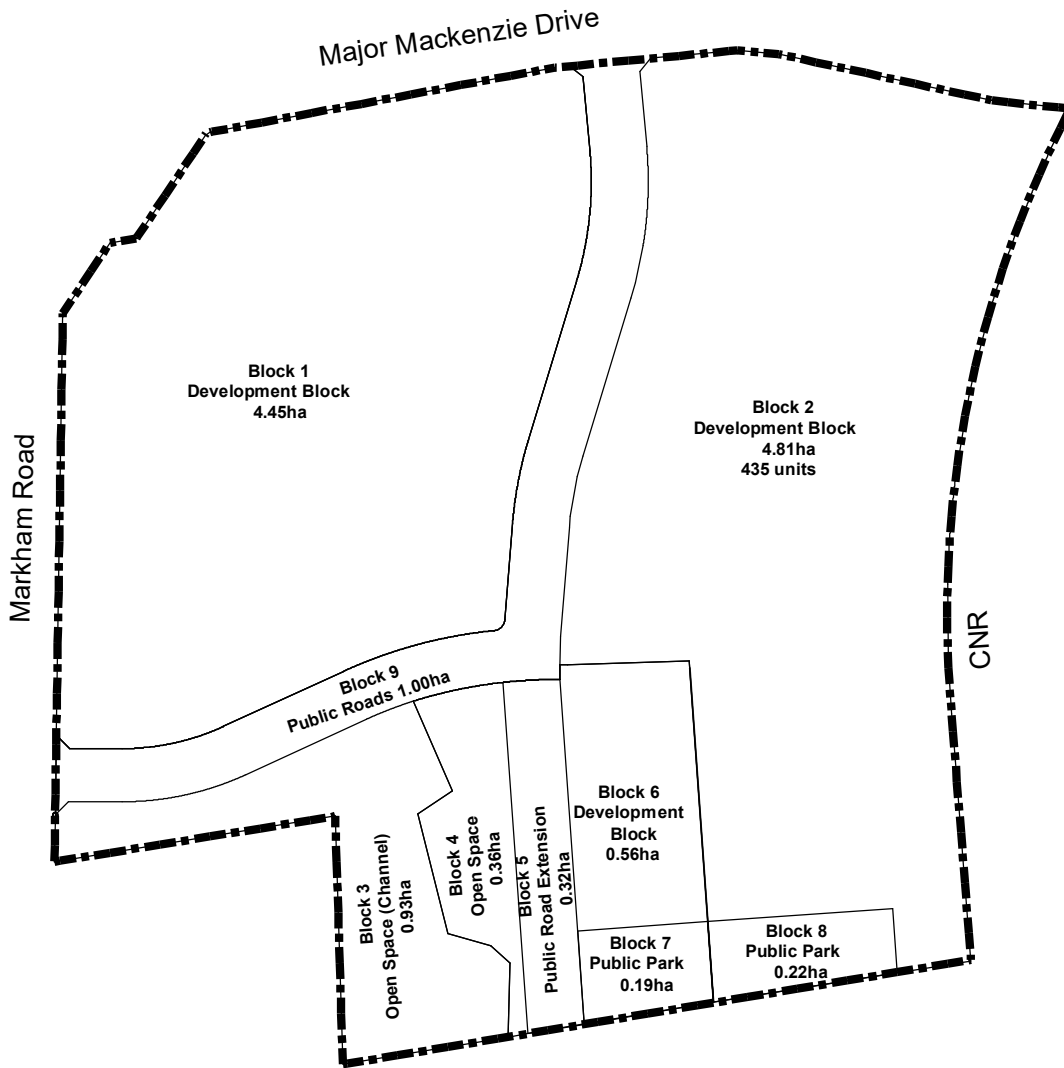 Major Mackenzie Drive
Block 1
Development Block
4.45ha
Block 2
Development Block
4.81ha
435 units
Markham Road
CNR
Block 9
Public Roads 1.00ha
Block 3
Open Space (Channel)
0.93ha
Block 4
Open Space
0.36ha
Block 5
Public Road Extension
0.32ha
Block 6
Development
Block
0.56ha
Block 7
Public Park
0.19ha
Block 8
Public Park
0.22ha